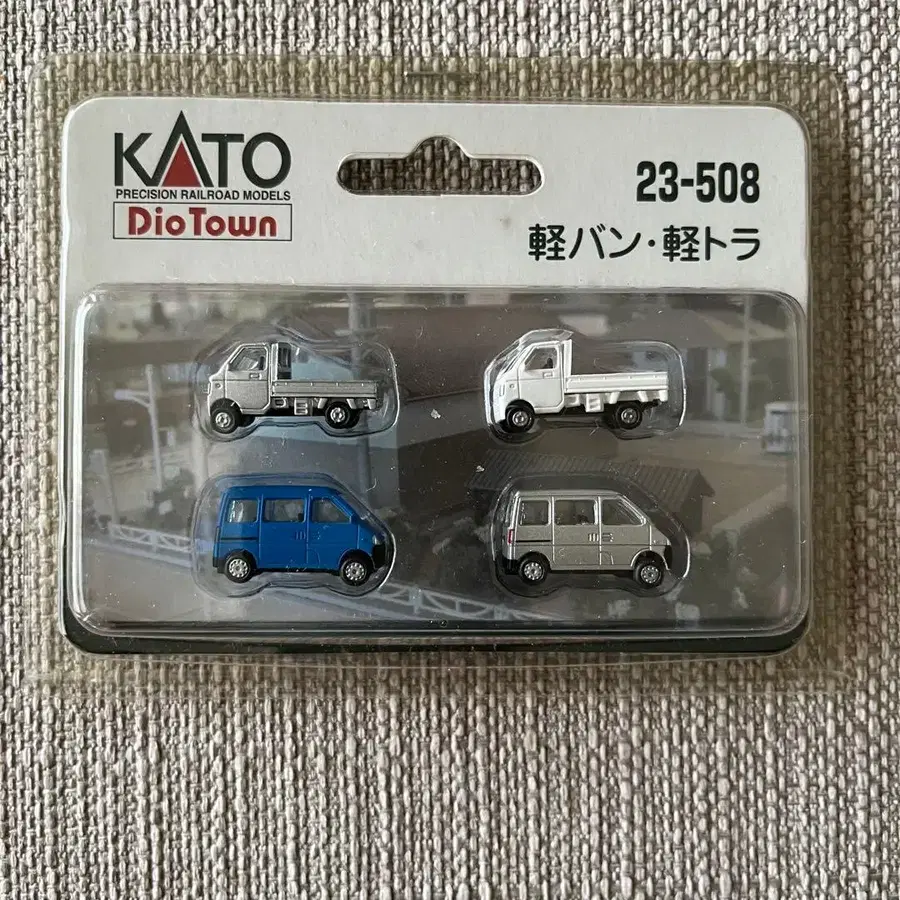 KATO
PRECISION RAILROAD MODELS
DioTown
23-508
軽バン・軽トラ